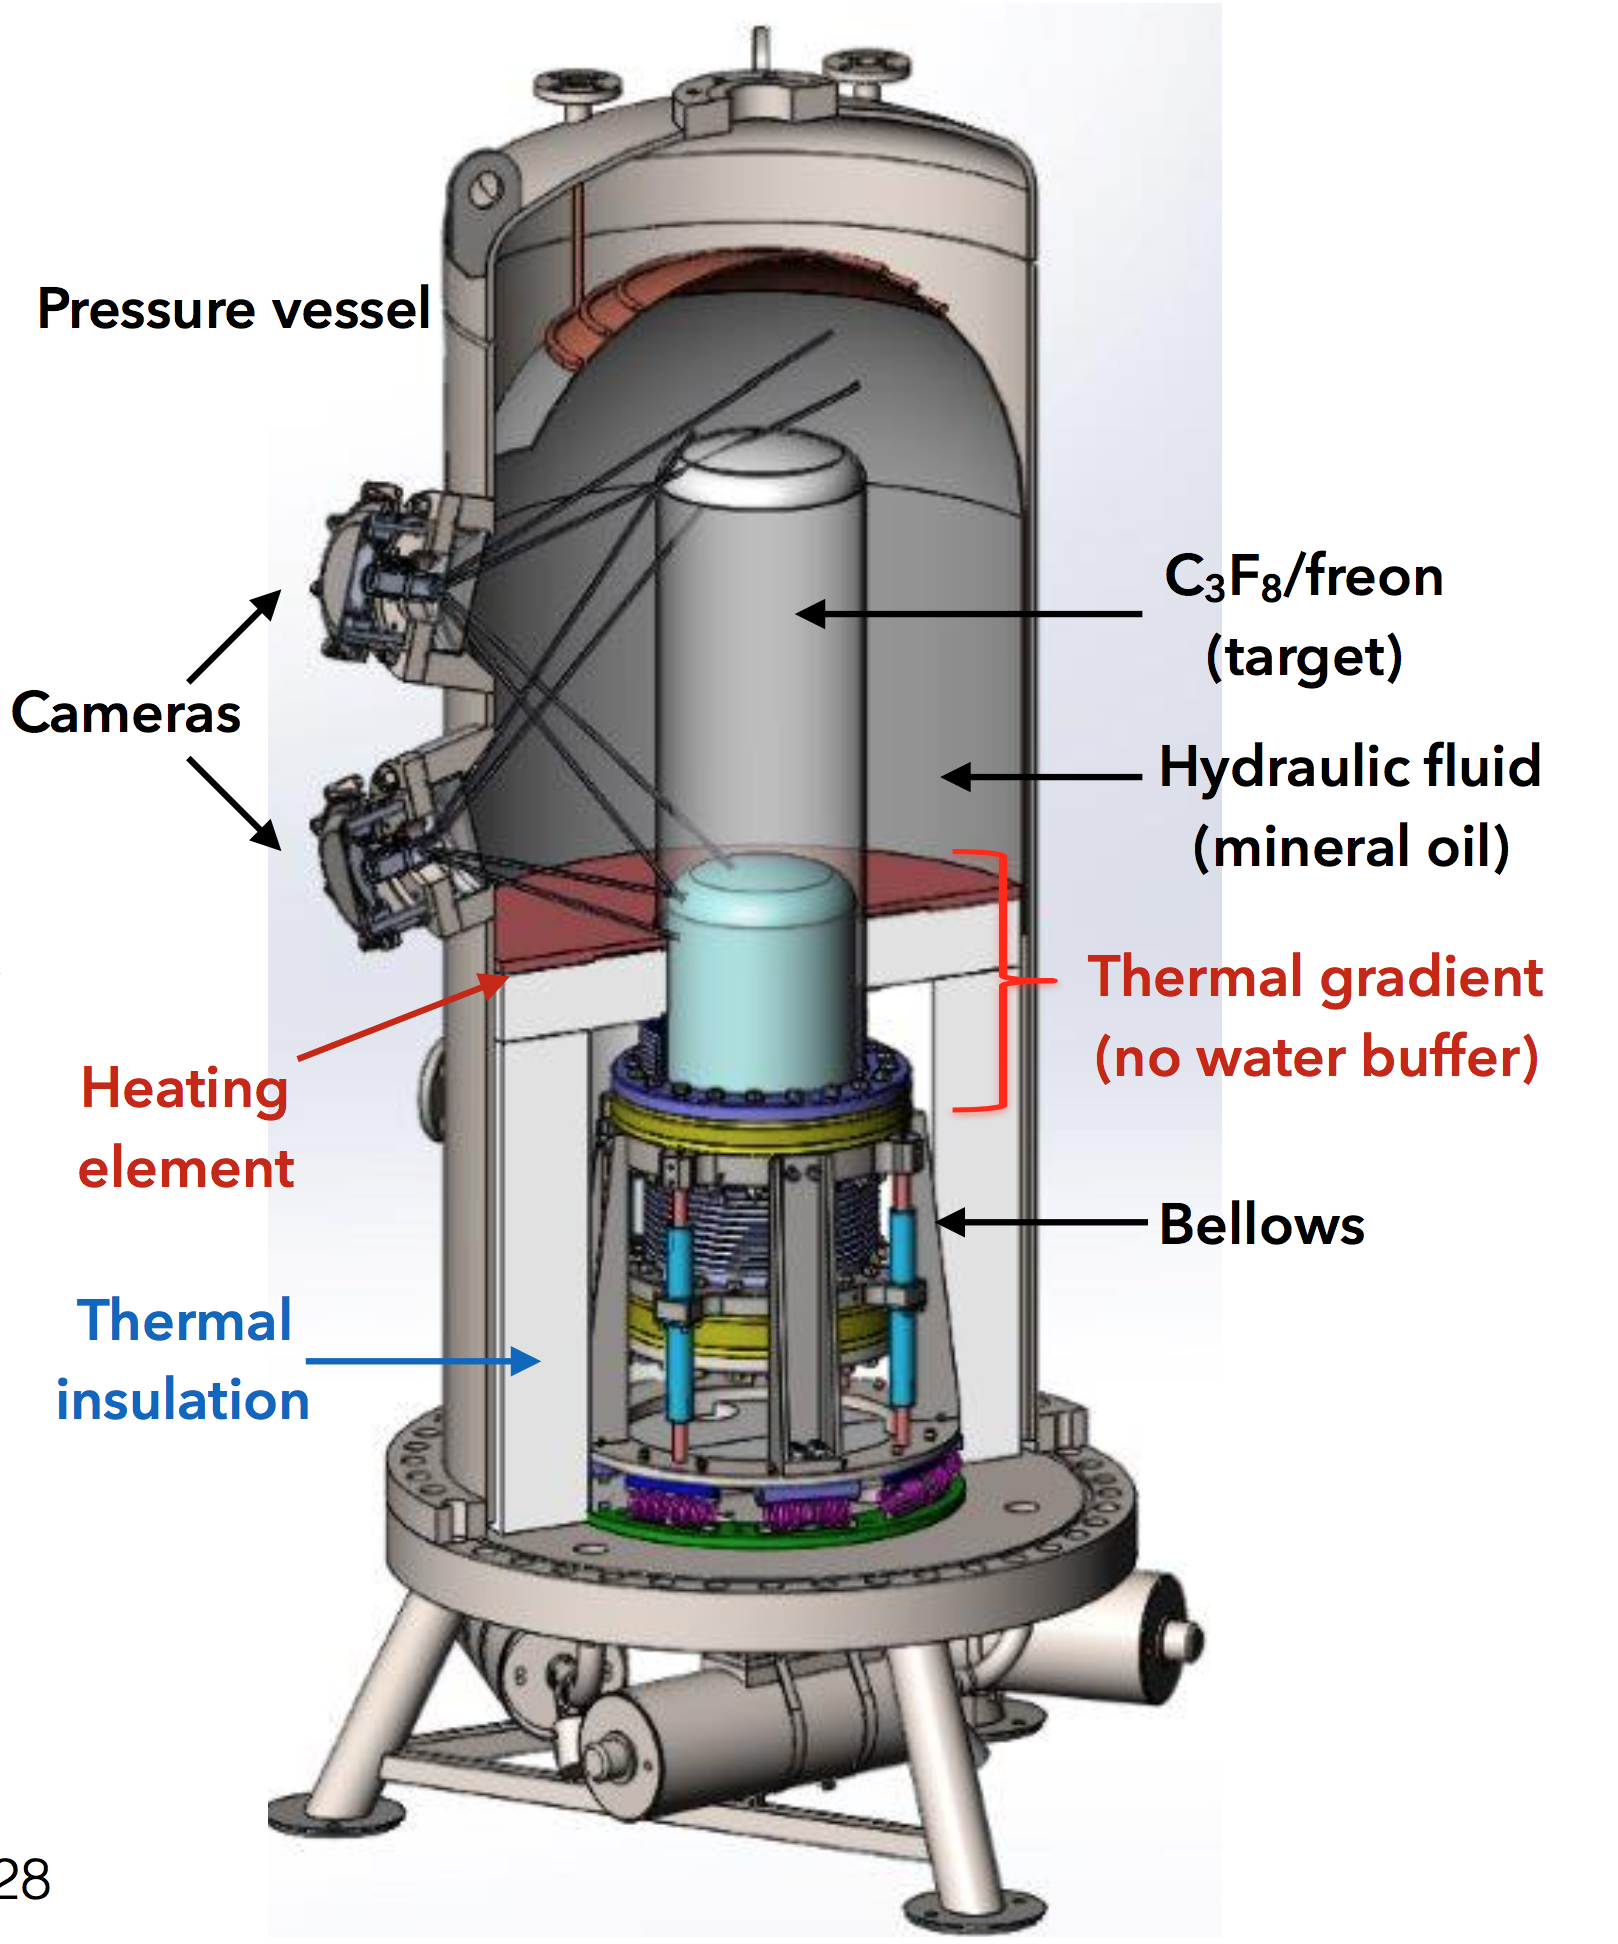 Pressure vessel
C₃F₈/freon
(target)
Cameras
Hydraulic fluid
(mineral oil)
Thermal gradient
(no water buffer)
Heating
element
Bellows
Thermal
insulation
28